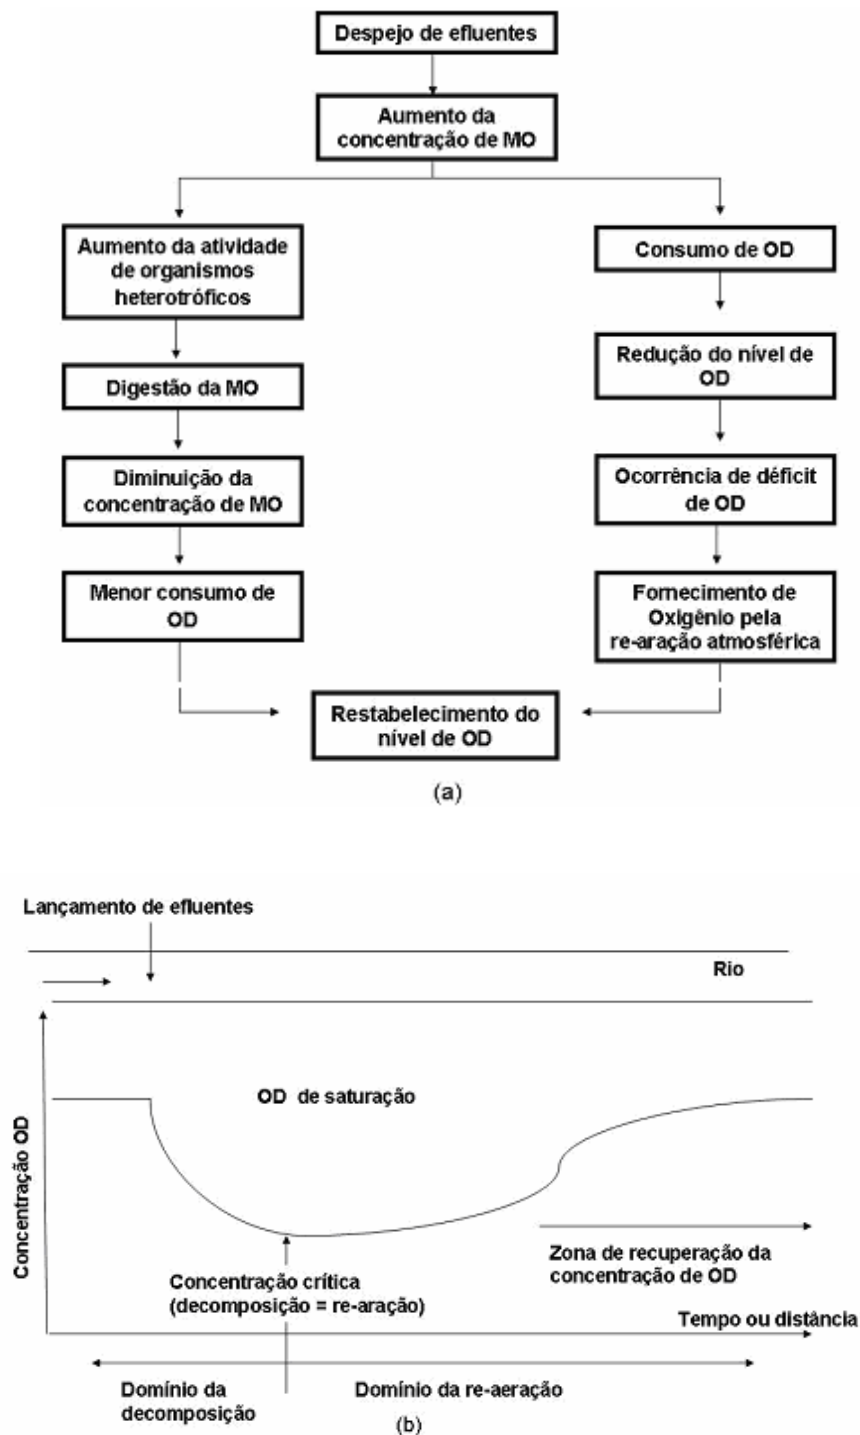 Despejo de efluentes
Aumento da
concentração de MO
Aumento da atividade
de organismos
heterotróficos
Digestão da MO
Diminuição da
concentração de MO
Menor consumo de
OD
Consumo de OD
Redução do nível de
OD
Ocorrência de déficit
de OD
Fornecimento de
Oxigênio pela
re-aração atmosférica
Restabelecimento do
nível de OD
(a)
Lançamento de efluentes
Rio
OD de saturação
Concentração OD
Concentração crítica
(decomposição = re-aração)
Zona de recuperação da
concentração de OD
Tempo ou distância
Domínio da
decomposição
Domínio da re-aeração
(b)